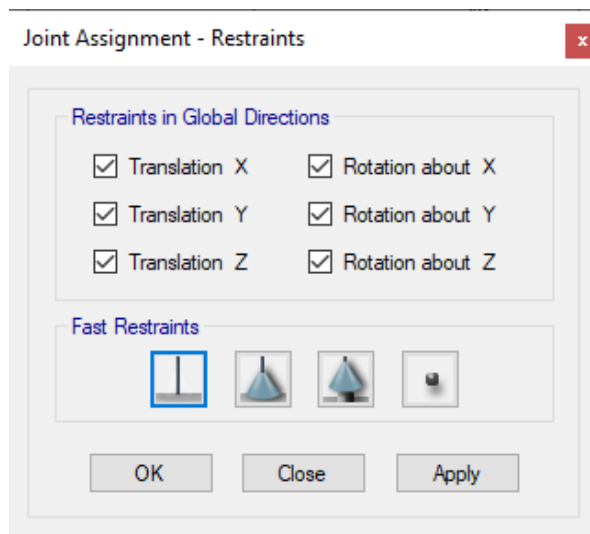 Joint Assignment - Restraints
x
Restraints in Global Directions
Translation X
Rotation about X
Translation Y
Rotation about Y
Translation Z
Rotation about Z
Fast Restraints
OK
Close
Apply